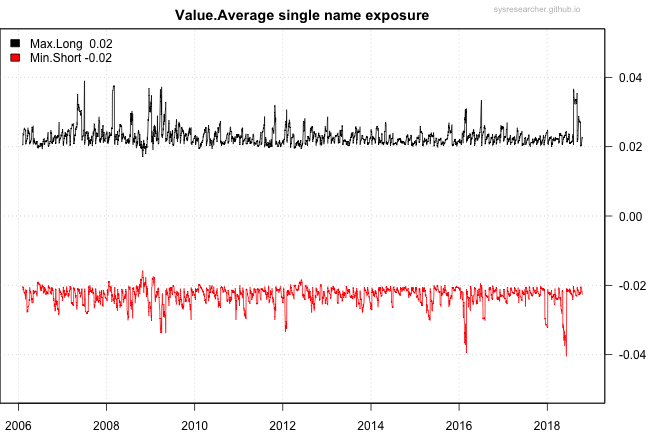 Value.Average single name exposure
sysresearcher.github.io
Max.Long 0.02
Min.Short -0.02
0.04
0.02
0.00
-0.02
-0.04
2006 2008 2010 2012 2014 2016 2018